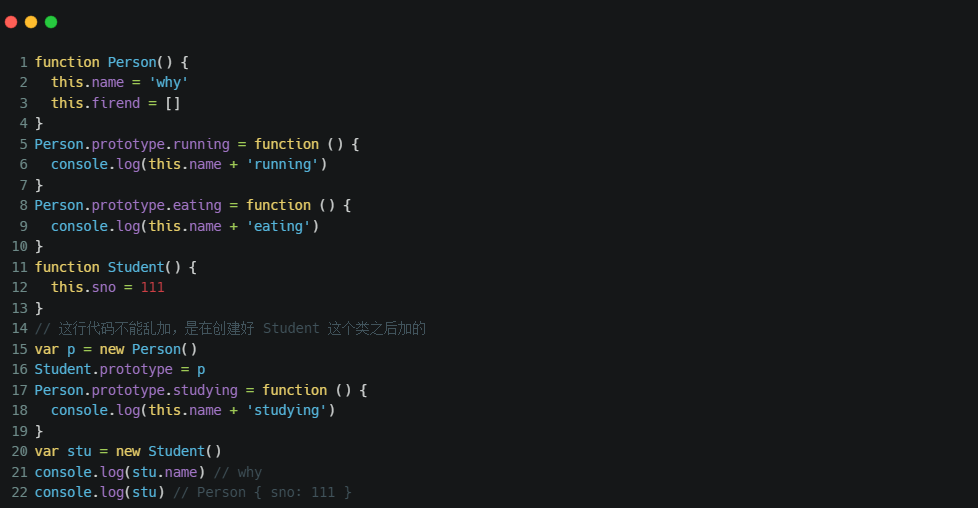 1 function Person() {
2   this.name = 'why'
3   this.firend = []
4 }
5 Person.prototype.running = function () {
6   console.log(this.name + 'running')
7 }
8 Person.prototype.eating = function () {
9   console.log(this.name + 'eating')
10 }
11 function Student() {
12   this.sno = 111
13 }
14 // 这行代码不能乱加，是在创建好 Student 这个类之后加的
15 var p = new Person()
16 Student.prototype = p
17 Person.prototype.studying = function () {
18   console.log(this.name + 'studying')
19 }
20 var stu = new Student()
21 console.log(stu.name) // why
22 console.log(stu) // Person { sno: 111 }